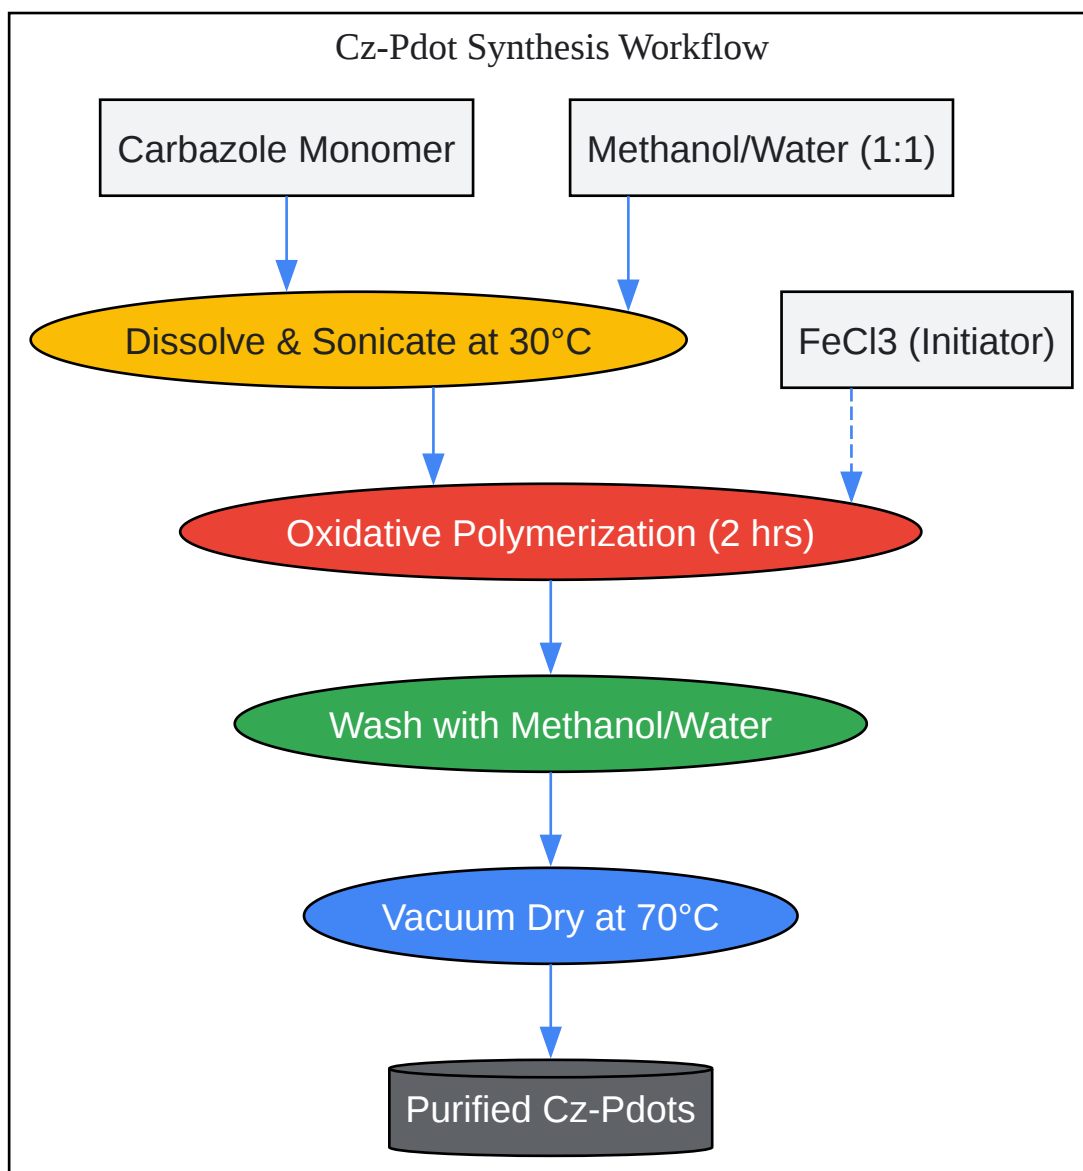 Cz-Pdot Synthesis Workflow
Carbazole Monomer
Methanol/Water (1:1)
Dissolve & Sonicate at 30°C
FeCl3 (Initiator)
Oxidative Polymerization (2 hrs)
Wash with Methanol/Water
Vacuum Dry at 70°C
Purified Cz-Pdots